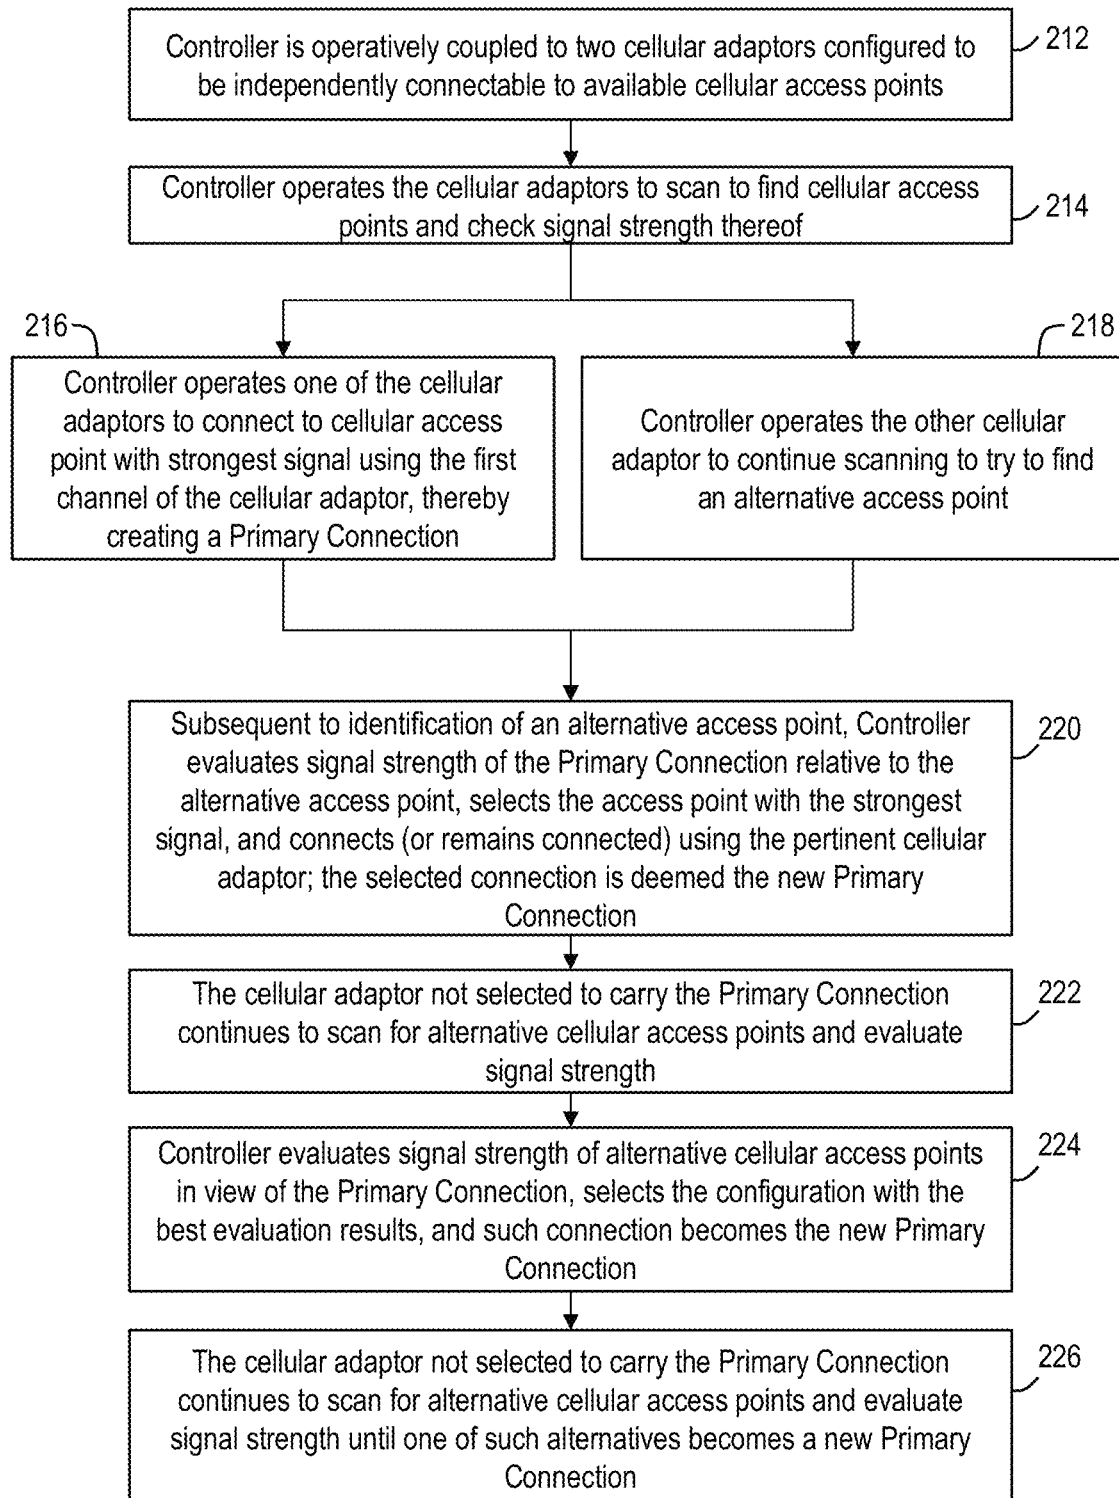 Controller is operatively coupled to two cellular adaptors configured to
be independently connectable to available cellular access points
212
Controller operates the cellular adaptors to scan to find cellular access
points and check signal strength thereof
214
216
Controller operates one of the cellular
adaptors to connect to cellular access
point with strongest signal using the first
channel of the cellular adaptor, thereby
creating a Primary Connection
218
Controller operates the other cellular
adaptor to continue scanning to try to find
an alternative access point
Subsequent to identification of an alternative access point, Controller
evaluates signal strength of the Primary Connection relative to the
alternative access point, selects the access point with the strongest
signal, and connects (or remains connected) using the pertinent cellular
adaptor; the selected connection is deemed the new Primary
Connection
220
The cellular adaptor not selected to carry the Primary Connection
continues to scan for alternative cellular access points and evaluate
signal strength
222
Controller evaluates signal strength of alternative cellular access points
in view of the Primary Connection, selects the configuration with the
best evaluation results, and such connection becomes the new Primary
Connection
224
The cellular adaptor not selected to carry the Primary Connection
continues to scan for alternative cellular access points and evaluate
signal strength until one of such alternatives becomes a new Primary
Connection
226